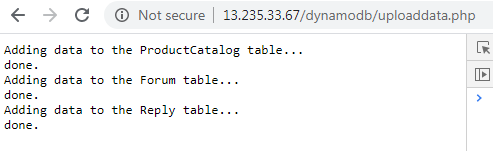 Not secure | 13.235.33.67/dynamodb/uploaddata.php
Adding data to the ProductCatalog table...
done.
Adding data to the Forum table...
done.
Adding data to the Reply table...
done.